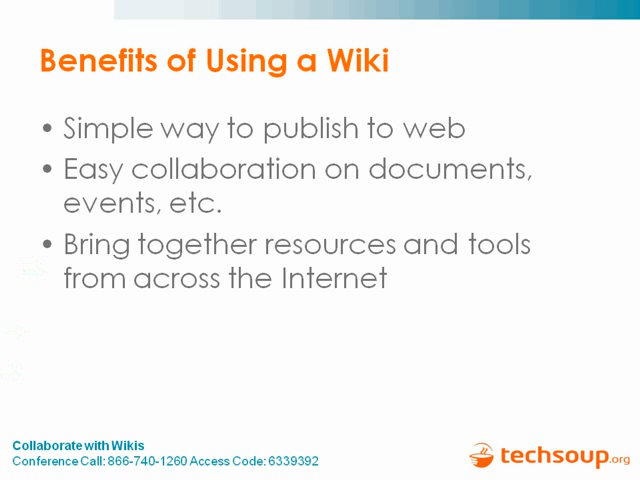 Benefits of Using a Wiki
• Simple way to publish to web
• Easy collaboration on documents,
events, etc.
• Bring together resources and tools
from across the Internet
Collaborate with Wikis
Conference Call: 866-740-1260 Access Code: 6339392
techsoup.org